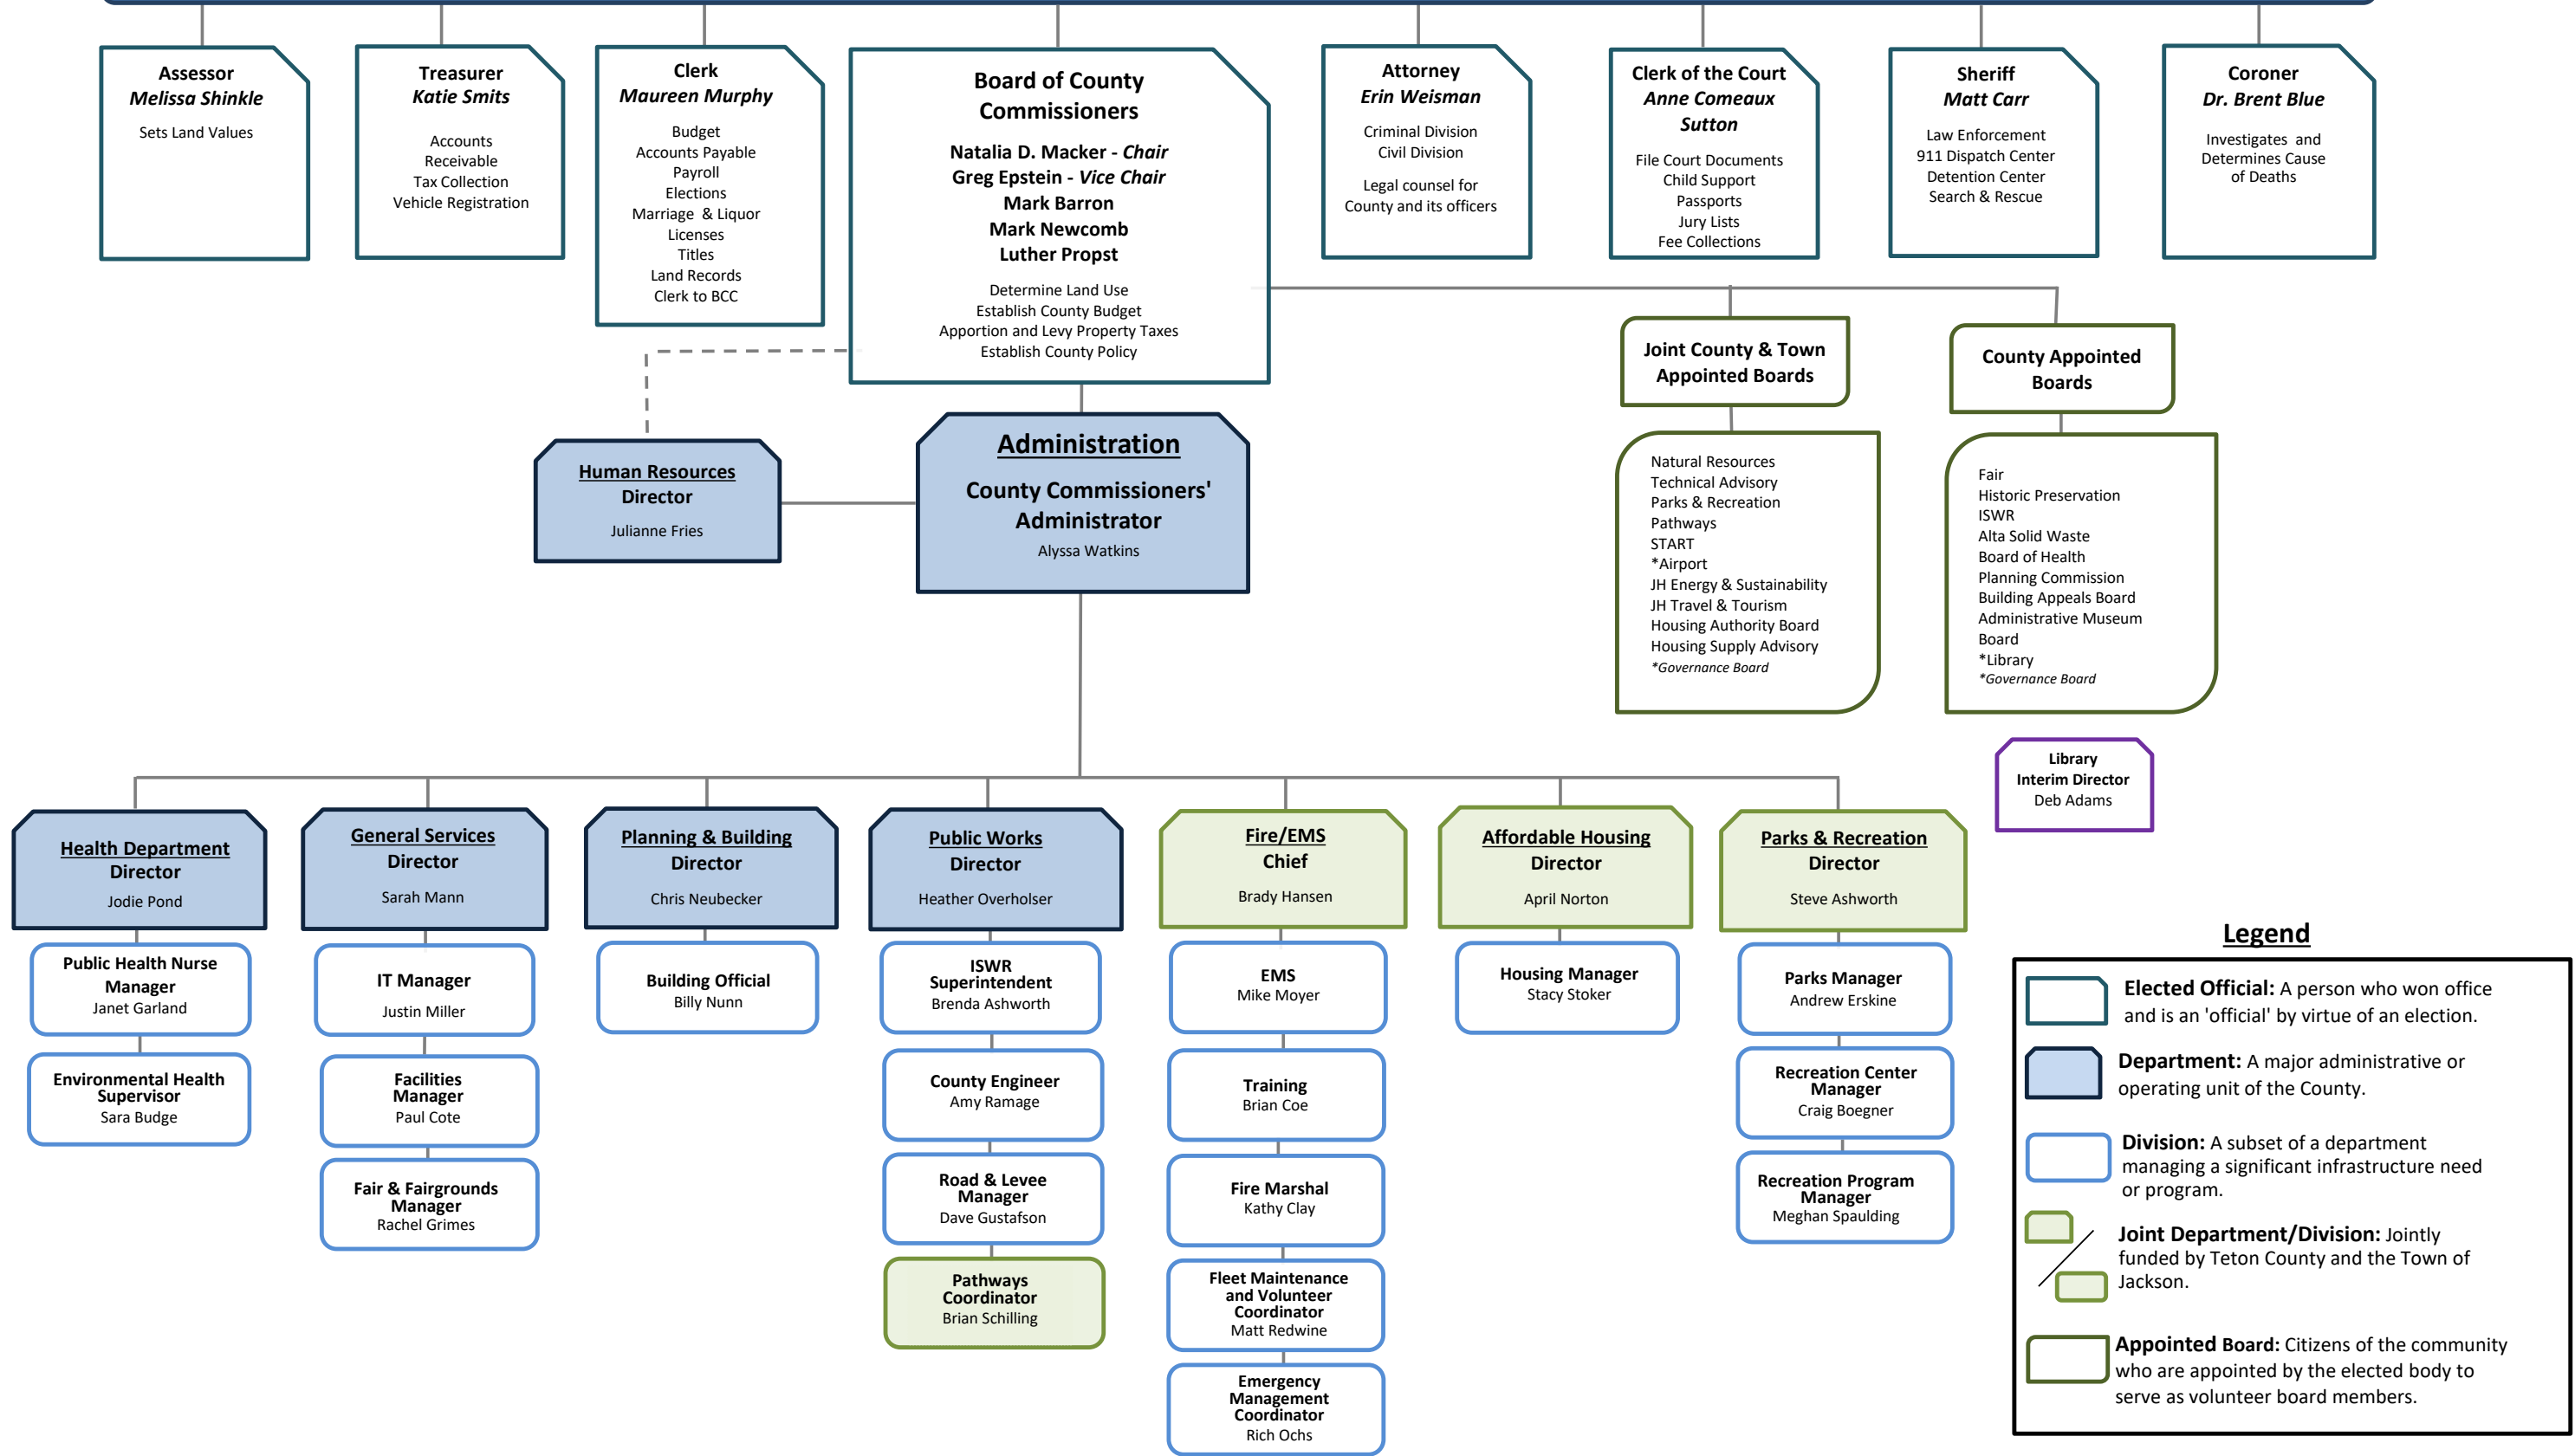 Assessor
Melissa Shinkle
Sets Land Values
Treasurer
Katie Smits
Accounts
Receivable
Tax Collection
Vehicle Registration
Clerk
Maureen Murphy
Budget
Accounts Payable
Payroll
Elections
Marriage & Liquor
Licenses
Titles
Land Records
Clerk to BCC
Board of County
Commissioners
Natalia D. Macker - Chair
Greg Epstein - Vice Chair
Mark Barron
Mark Newcomb
Luther Propst
Determine Land Use
Establish County Budget
Apportion and Levy Property Taxes
Establish County Policy
Attorney
Erin Weisman
Criminal Division
Civil Division
Legal counsel for
County and its officers
Clerk of the Court
Anne Comeaux
Sutton
File Court Documents
Child Support
Passports
Jury Lists
Fee Collections
Sheriff
Matt Carr
Law Enforcement
911 Dispatch Center
Detention Center
Search & Rescue
Coroner
Dr. Brent Blue
Investigates and
Determines Cause
of Deaths
Joint County & Town
Appointed Boards
County Appointed
Boards
Human Resources
Director
Julianne Fries
Administration
County Commissioners'
Administrator
Alyssa Watkins
Natural Resources
Technical Advisory
Parks & Recreation
Pathways
START
*Airport
JH Energy & Sustainability
JH Travel & Tourism
Housing Authority Board
Housing Supply Advisory
*Governance Board
Fair
Historic Preservation
ISWR
Alta Solid Waste
Board of Health
Planning Commission
Building Appeals Board
Administrative Museum
Board
*Library
*Governance Board
Library
Interim Director
Deb Adams
Health Department
Director
Jodie Pond
Public Health Nurse
Manager
Janet Garland
Environmental Health
Supervisor
Sara Budge
General Services
Director
Sarah Mann
IT Manager
Justin Miller
Facilities
Manager
Paul Cote
Fair & Fairgrounds
Manager
Rachel Grimes
Planning & Building
Director
Chris Neubecker
Building Official
Billy Nunn
Public Works
Director
Heather Overholser
ISWR
Superintendent
Brenda Ashworth
County Engineer
Amy Ramage
Road & Levee
Manager
Dave Gustafson
Pathways
Coordinator
Brian Schilling
Fire/EMS
Chief
Brady Hansen
EMS
Mike Moyer
Training
Brian Coe
Fire Marshal
Kathy Clay
Fleet Maintenance
and Volunteer
Coordinator
Matt Redwine
Emergency
Management
Coordinator
Rich Ochs
Affordable Housing
Director
April Norton
Housing Manager
Stacy Stoker
Parks & Recreation
Director
Steve Ashworth
Parks Manager
Andrew Erskine
Recreation Center
Manager
Craig Boegner
Recreation Program
Manager
Meghan Spaulding
Legend
Elected Official: A person who won office
and is an 'official' by virtue of an election.
Department: A major administrative or
operating unit of the County.
Division: A subset of a department
managing a significant infrastructure need
or program.
Joint Department/Division: Jointly
funded by Teton County and the Town of
Jackson.
Appointed Board: Citizens of the community
who are appointed by the elected body to
serve as volunteer board members.